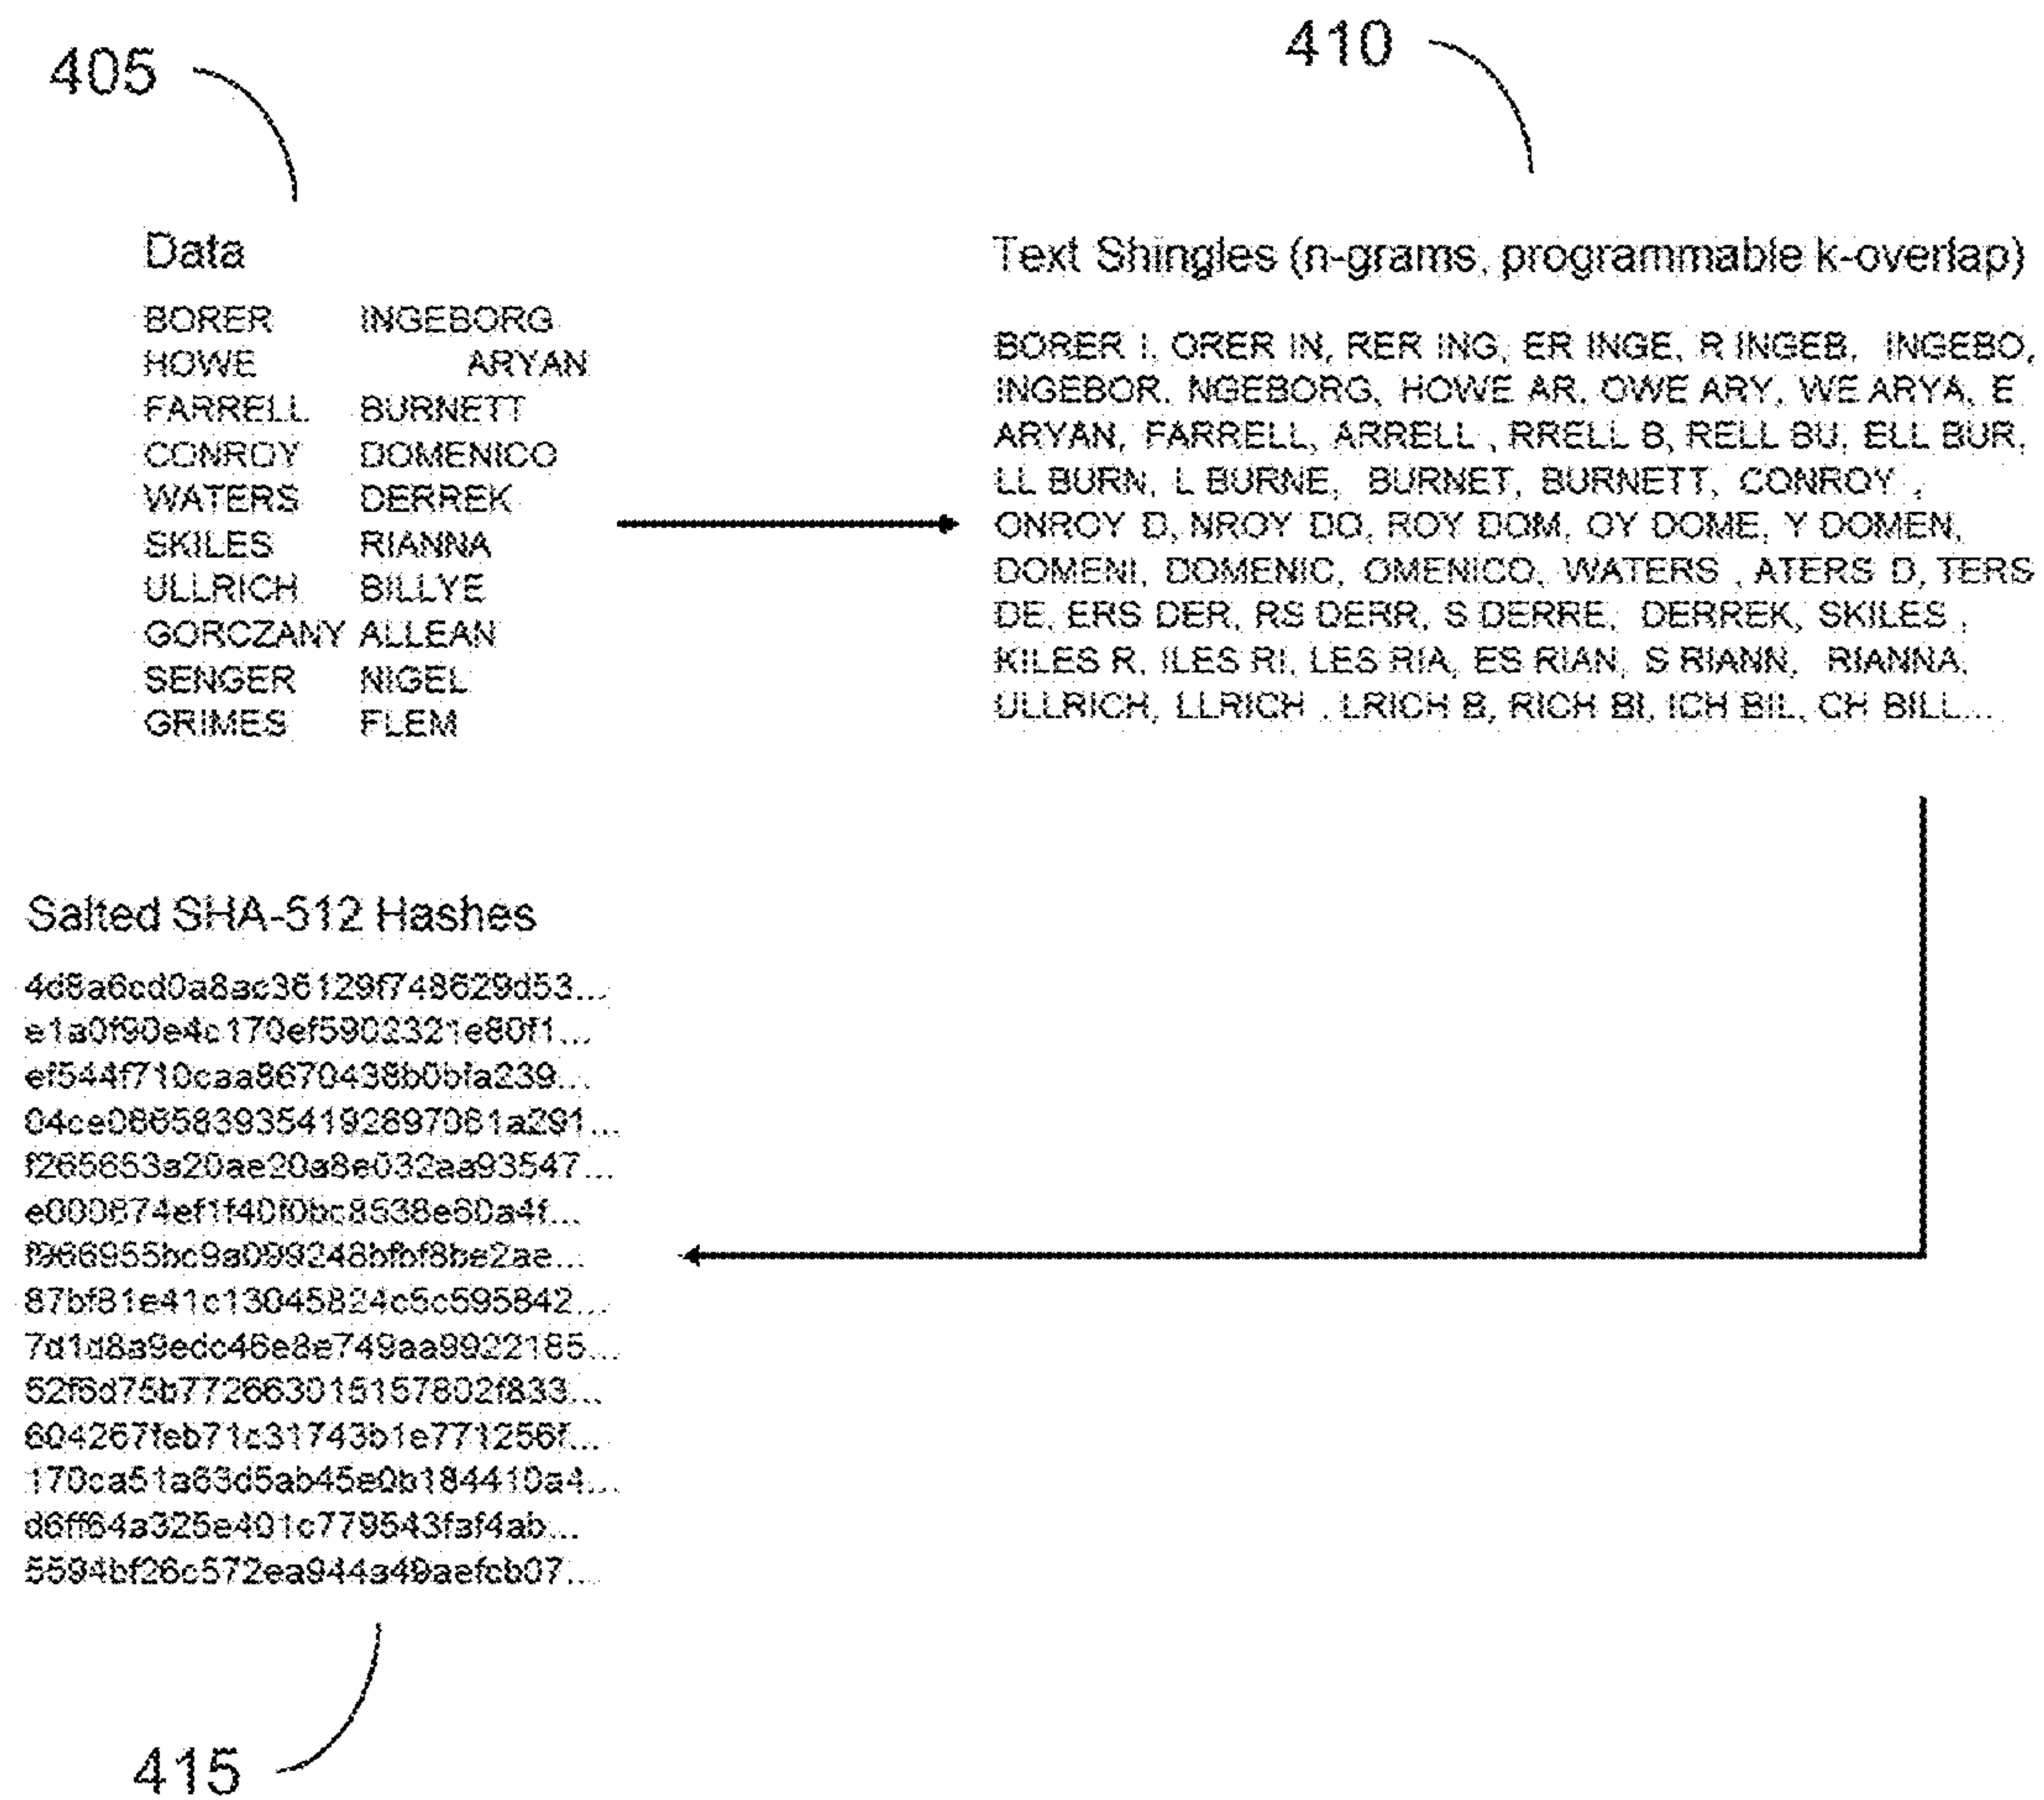 405
410
Data
BORER INGEBORG
HOWE ARYAN
FARRELL BURNETT
CONROY DOMENICO
WATERS DERREK
SKILES RIANNA
ULLRICH BILLYE
GORCZANY ALLEAN
SENGER NIGEL
GRIMES FLEM
Text Shingles (n-grams, programmable k-overlap)
BORER I, ORER IN, RER ING, ER INGE, R INGEB, INGEBO,
INGEBOR, NGEBORG, HOWE AR, OWE ARY, WE ARYA, E
ARYAN, FARRELL, ARRELL , RRELL B, RELL BU, ELL BUR,
LL BURN, L BURNE, BURNET, BURNETT, CONROY ,
ONROY D, NROY DO, ROY DOM, OY DOME, Y DOMEN,
DOMENI, DOMENIC, OMENICO, WATERS , ATERS D, TERS
DE, ERS DER, RS DERR, S DERRE, DERREK, SKILES ,
KILES R, ILES RI, LES RIA, ES RIAN, S RIANN, RIANNA,
ULLRICH, LLRICH , LRICH B, RICH BI, ICH BIL, CH BILL...
Salted SHA-512 Hashes
4d8a6cd0a8ac36129f748629d53...
e1a0f90e4c170ef5902321e80f1...
ef544f710caa8670438b0bfa239...
04ce0865839354192897081a291...
f265653a20ae20a8e032aa93547...
e000874ef1f40f0bc8538e60a4f...
f966955bc9a099248bfbf8be2ae...
87bf81e41c13045824c5c595842...
7d1d8a9edc46e8e749aa9922185...
52f6d75b772663015157802f833...
604267feb71c31743b1e771256f...
170ca51a63d5ab45e0b184410a4...
d6ff64a325e401c779543faf4ab...
5594bf26c572ea944a49aefcb07...
415